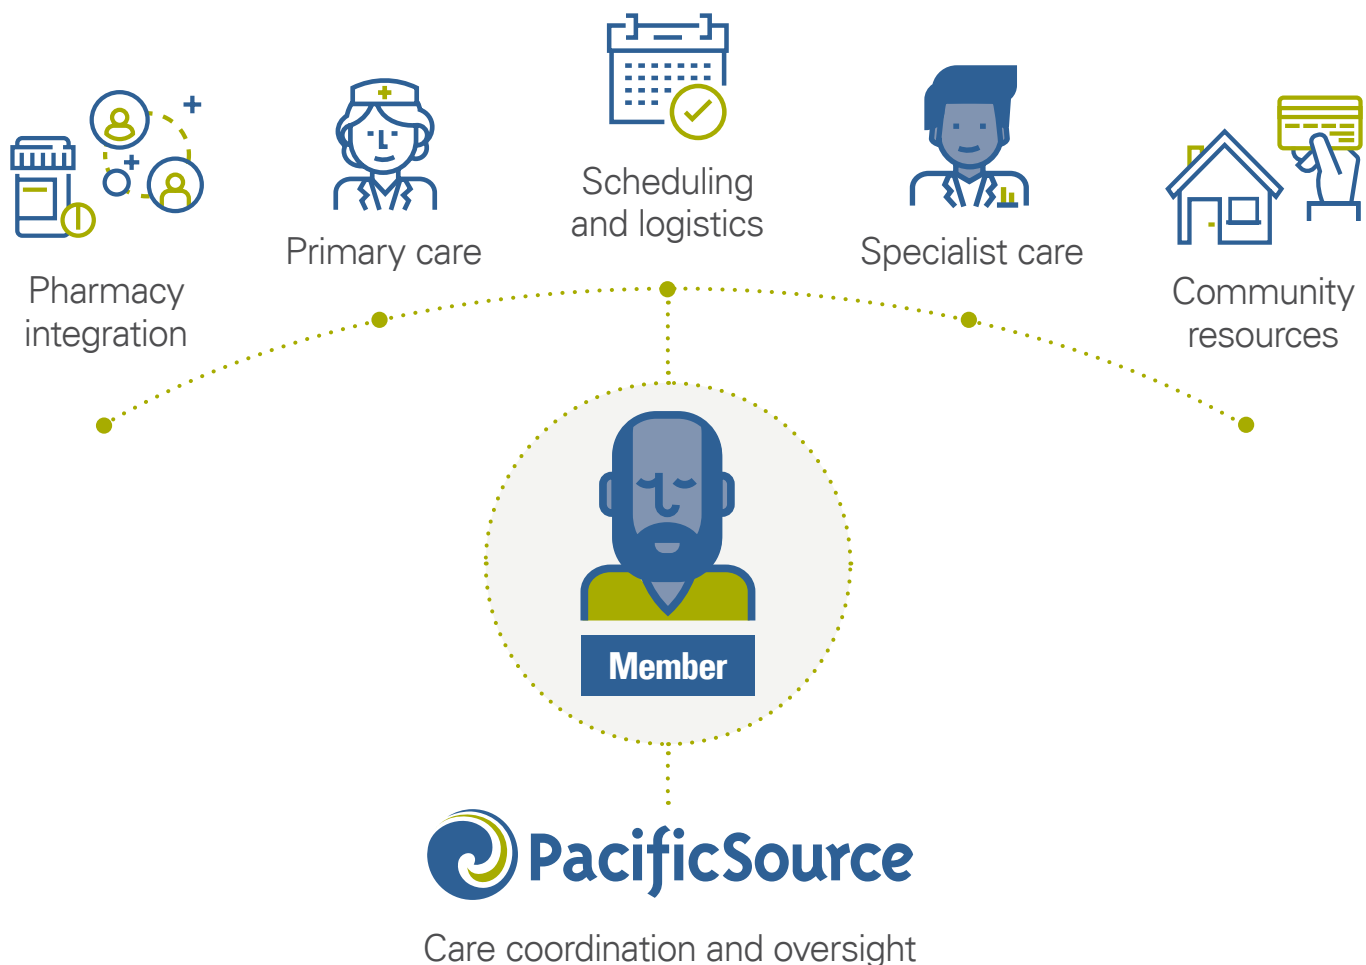 Pharmacy
integration
Primary care
Scheduling
and logistics
Specialist care
Community
resources
Member
PacificSource
Care coordination and oversight